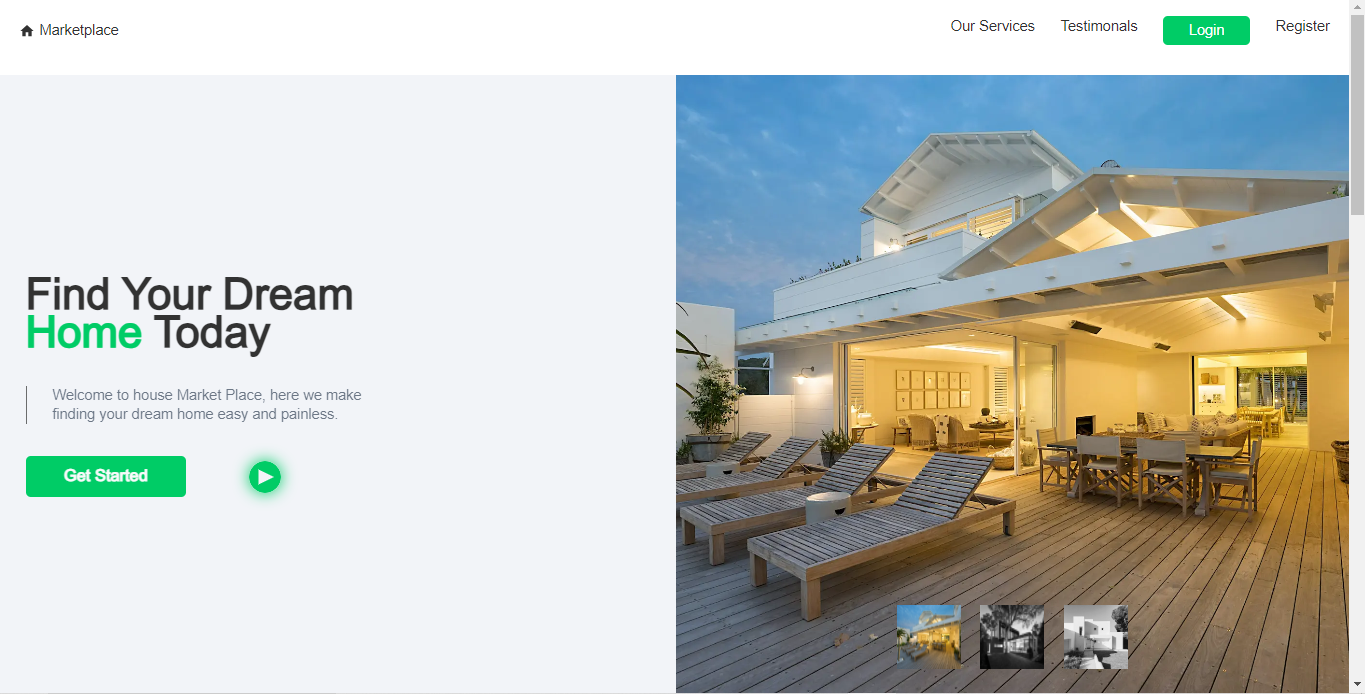 Marketplace
Our Services
Testimonals
Login
Register
Find Your Dream
Home Today
Welcome to house Market Place, here we make
finding your dream home easy and painless.
Get Started